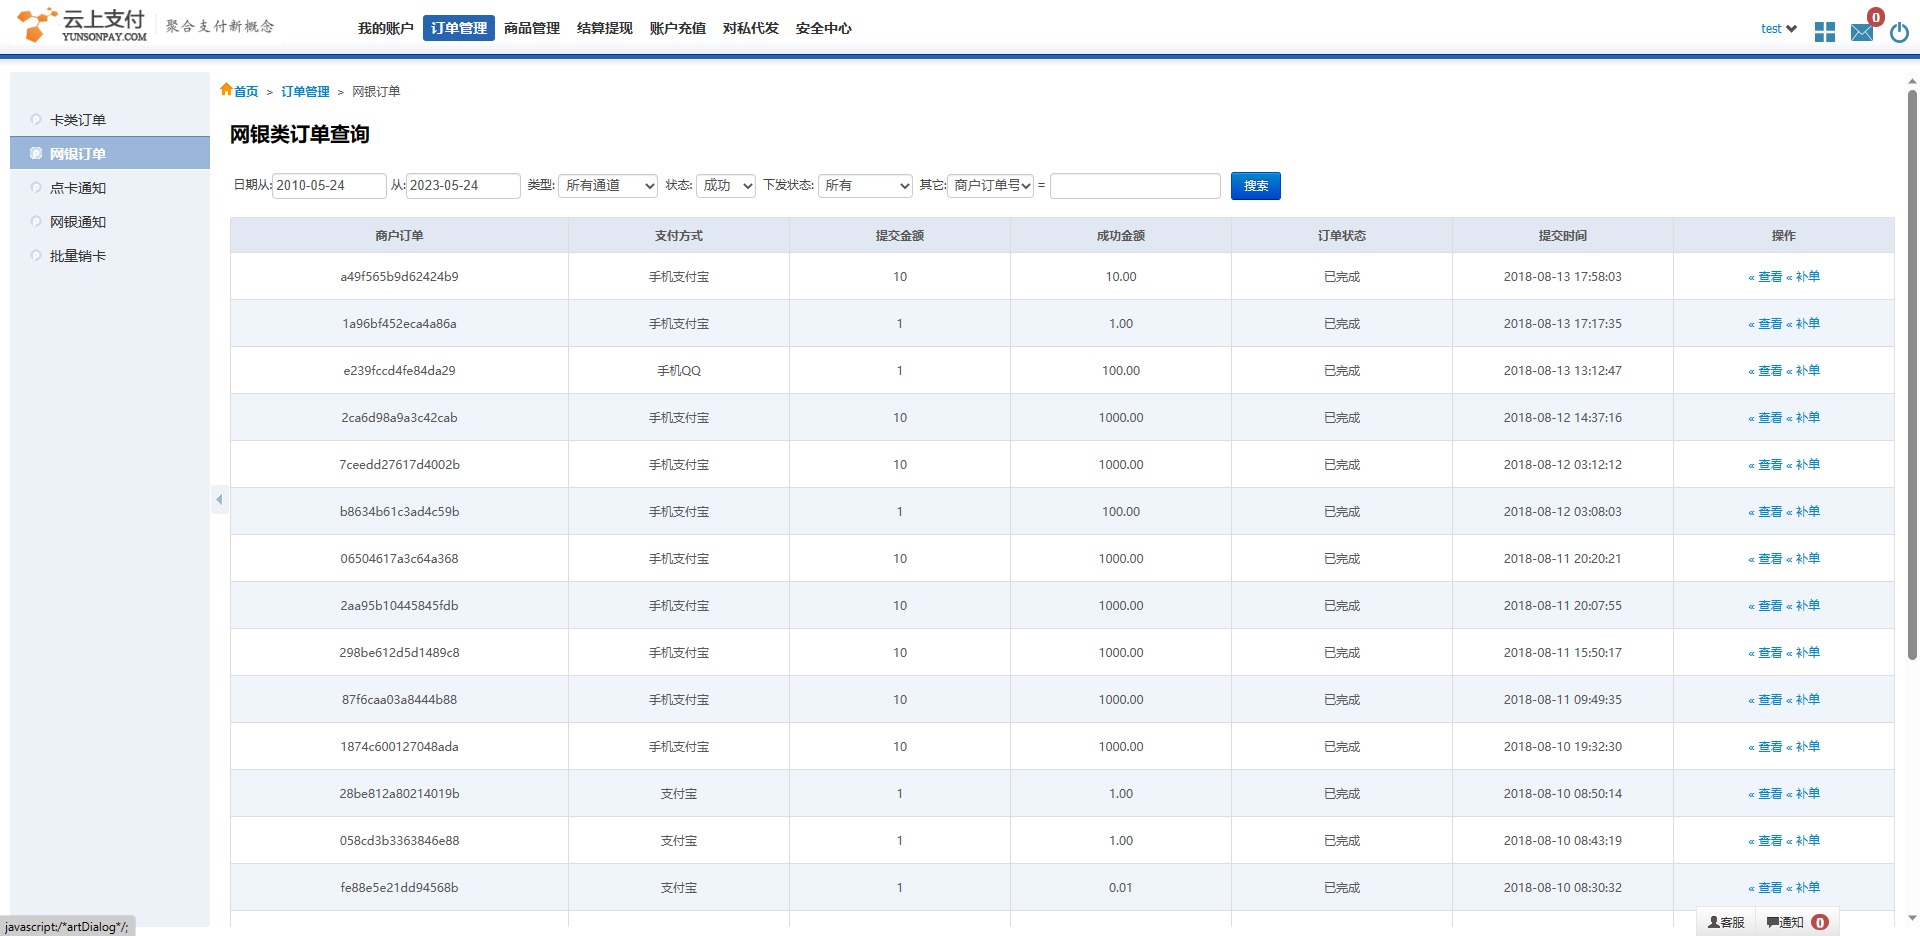 云上支付 聚合支付新概念
YUNSONPAY.COM
我的账户 订单管理 商品管理 结算提现 账户充值 对私代发 安全中心
test 0
卡类订单
网银订单
点卡通知
网银通知
批量销卡
首页 > 订单管理 > 网银订单
网银类订单查询
日期从: 2010-05-24 从: 2023-05-24 类型: 所有通道 状态: 成功 下发状态: 所有 其它: 商户订单号 = 搜索
商户订单 支付方式 提交金额 成功金额 订单状态 提交时间 操作
a49f565b9d62424b9 手机支付宝 10 10.00 已完成 2018-08-13 17:58:03 « 查看 « 补单
1a96bf452eca4a86a 手机支付宝 1 1.00 已完成 2018-08-13 17:17:35 « 查看 « 补单
e239fccd4fe84da29 手机QQ 1 100.00 已完成 2018-08-13 13:12:47 « 查看 « 补单
2ca6d98a9a3c42cab 手机支付宝 10 1000.00 已完成 2018-08-12 14:37:16 « 查看 « 补单
7ceedd27617d4002b 手机支付宝 10 1000.00 已完成 2018-08-12 03:12:12 « 查看 « 补单
b8634b61c3ad4c59b 手机支付宝 1 100.00 已完成 2018-08-12 03:08:03 « 查看 « 补单
06504617a3c64a368 手机支付宝 10 1000.00 已完成 2018-08-11 20:20:21 « 查看 « 补单
2aa95b10445845fdb 手机支付宝 10 1000.00 已完成 2018-08-11 20:07:55 « 查看 « 补单
298be612d5d1489c8 手机支付宝 10 1000.00 已完成 2018-08-11 15:50:17 « 查看 « 补单
87f6caa03a8444b88 手机支付宝 10 1000.00 已完成 2018-08-11 09:49:35 « 查看 « 补单
1874c600127048ada 手机支付宝 10 1000.00 已完成 2018-08-10 19:32:30 « 查看 « 补单
28be812a80214019b 支付宝 1 1.00 已完成 2018-08-10 08:50:14 « 查看 « 补单
058cd3b3363846e88 支付宝 1 1.00 已完成 2018-08-10 08:43:19 « 查看 « 补单
fe88e5e21dd94568b 支付宝 1 0.01 已完成 2018-08-10 08:30:32 « 查看 « 补单
javascript:/*artDialog*/; 客服 通知 0